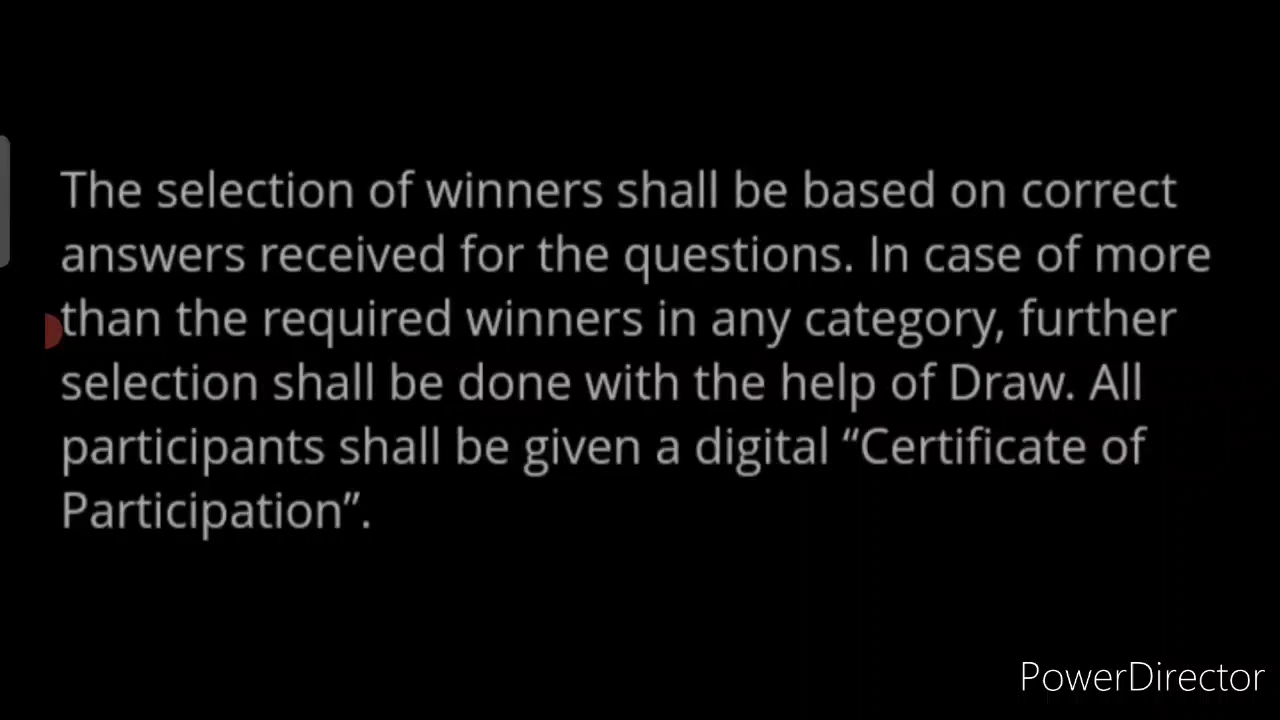 The selection of winners shall be based on correct
answers received for the questions. In case of more
than the required winners in any category, further
selection shall be done with the help of Draw. All
participants shall be given a digital “Certificate of
Participation”.
PowerDirector